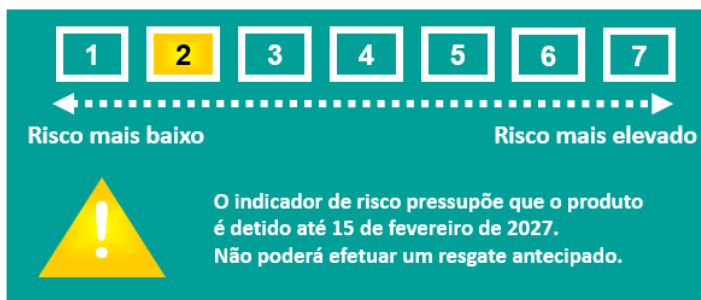 1 2 3 4 5 6 7
Risco mais baixo Risco mais elevado
!
O indicador de risco pressupõe que o produto
é detido até 15 de fevereiro de 2027.
Não poderá efetuar um resgate antecipado.